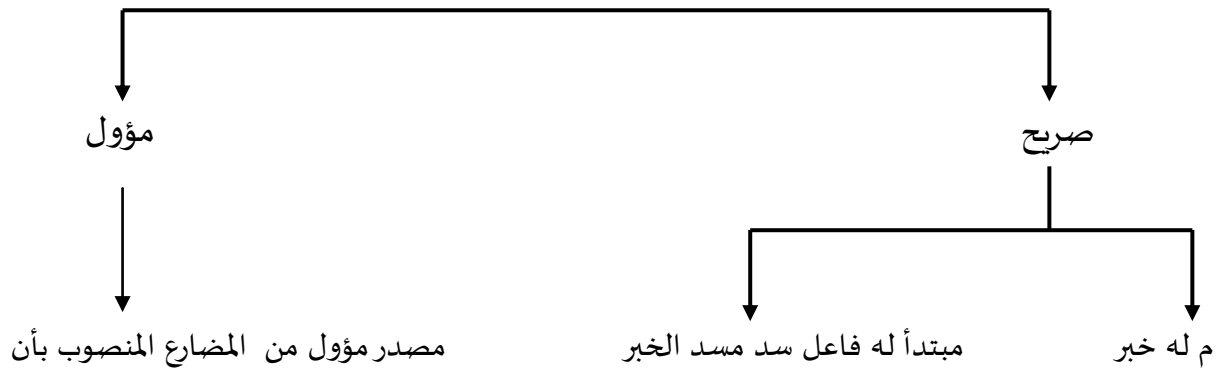 صريح
مؤول
م له خبر
مبتدأ له فاعل سد مسد الخبر
مصدر مؤول من المضارع المنصوب بأن